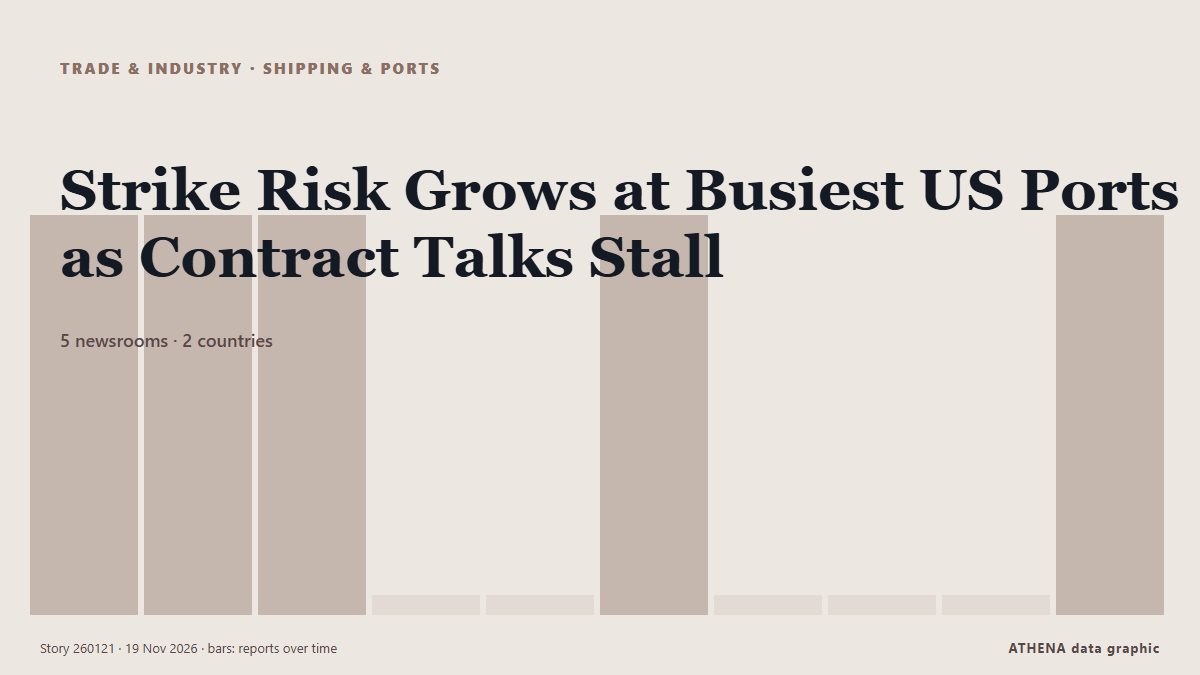 TRADE & INDUSTRY · SHIPPING & PORTS
Strike Risk Grows at Busiest US Ports
as Contract Talks Stall
5 newsrooms · 2 countries
Story 260121 · 19 Nov 2026 · bars: reports over time
ATHENA data graphic